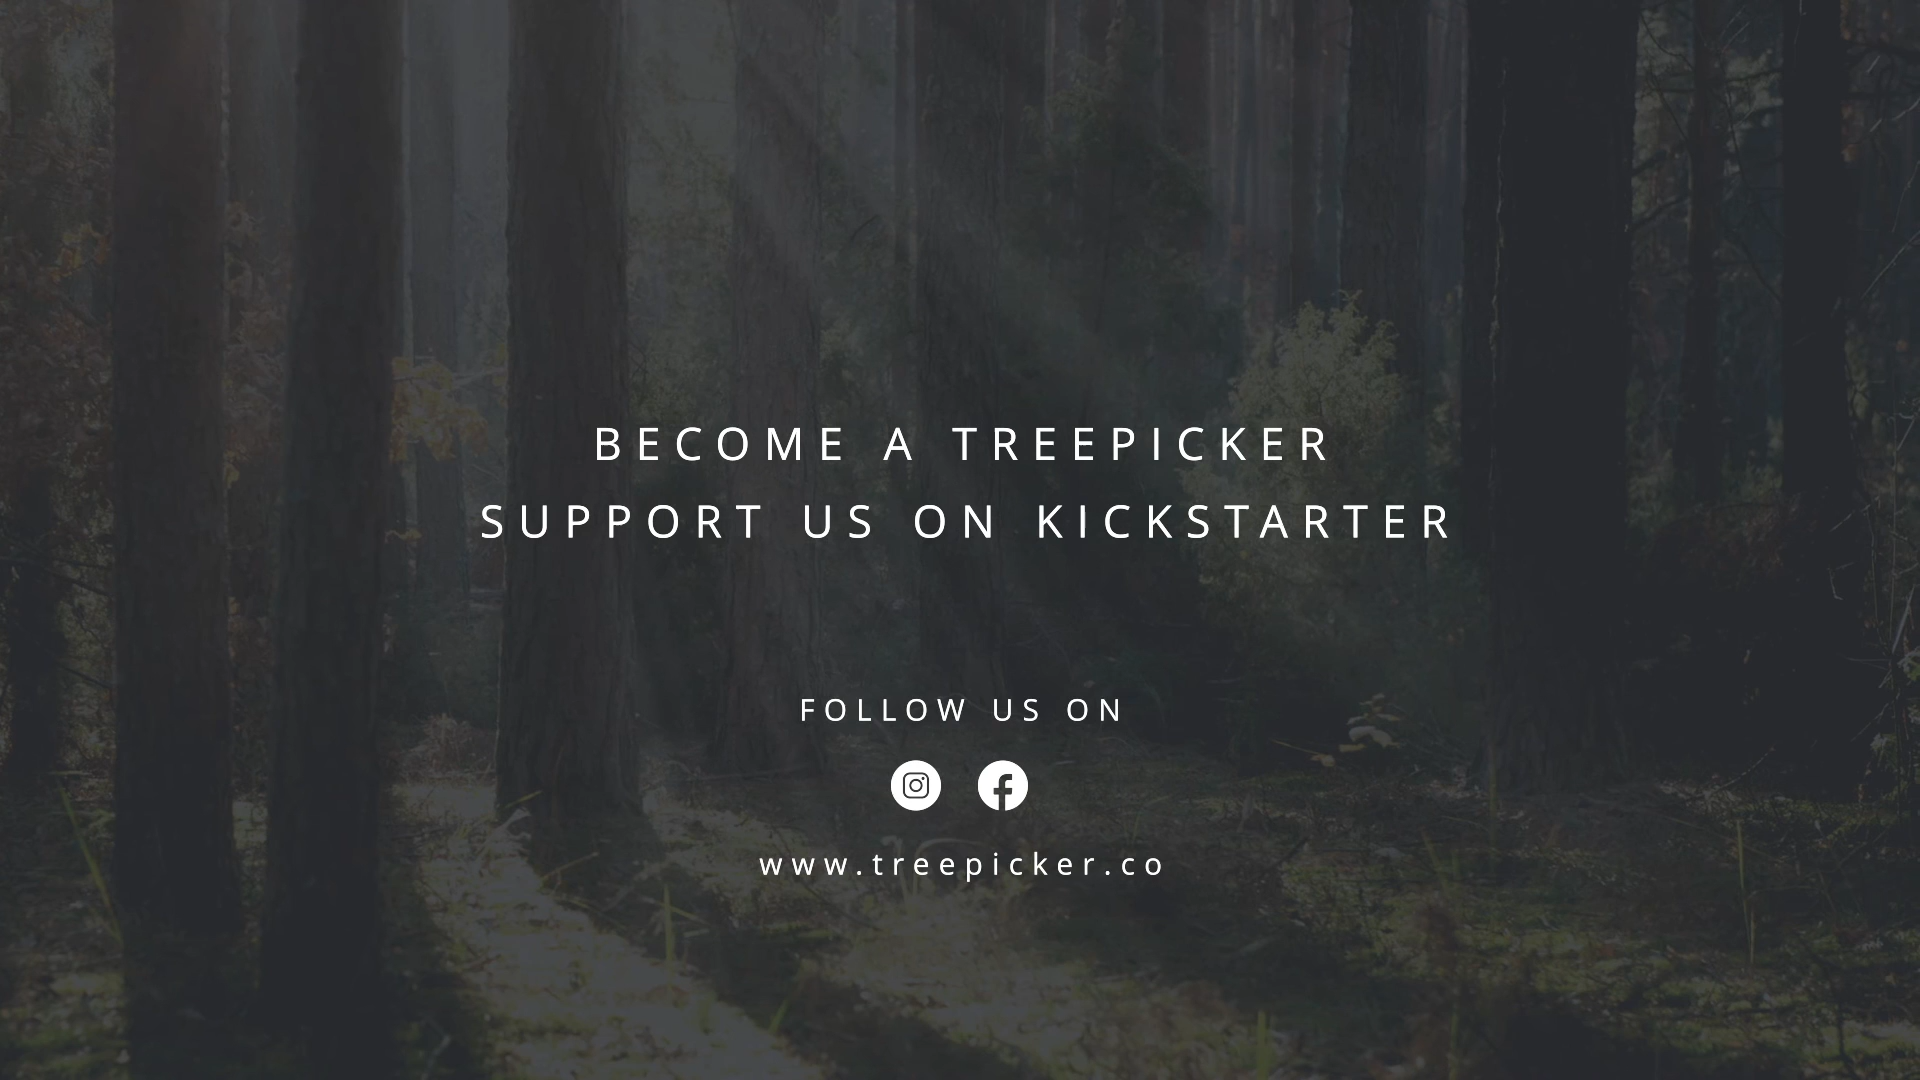 BECOME A TREEPICKER
SUPPORT US ON KICKSTARTER
FOLLOW US ON
www.treepicker.co